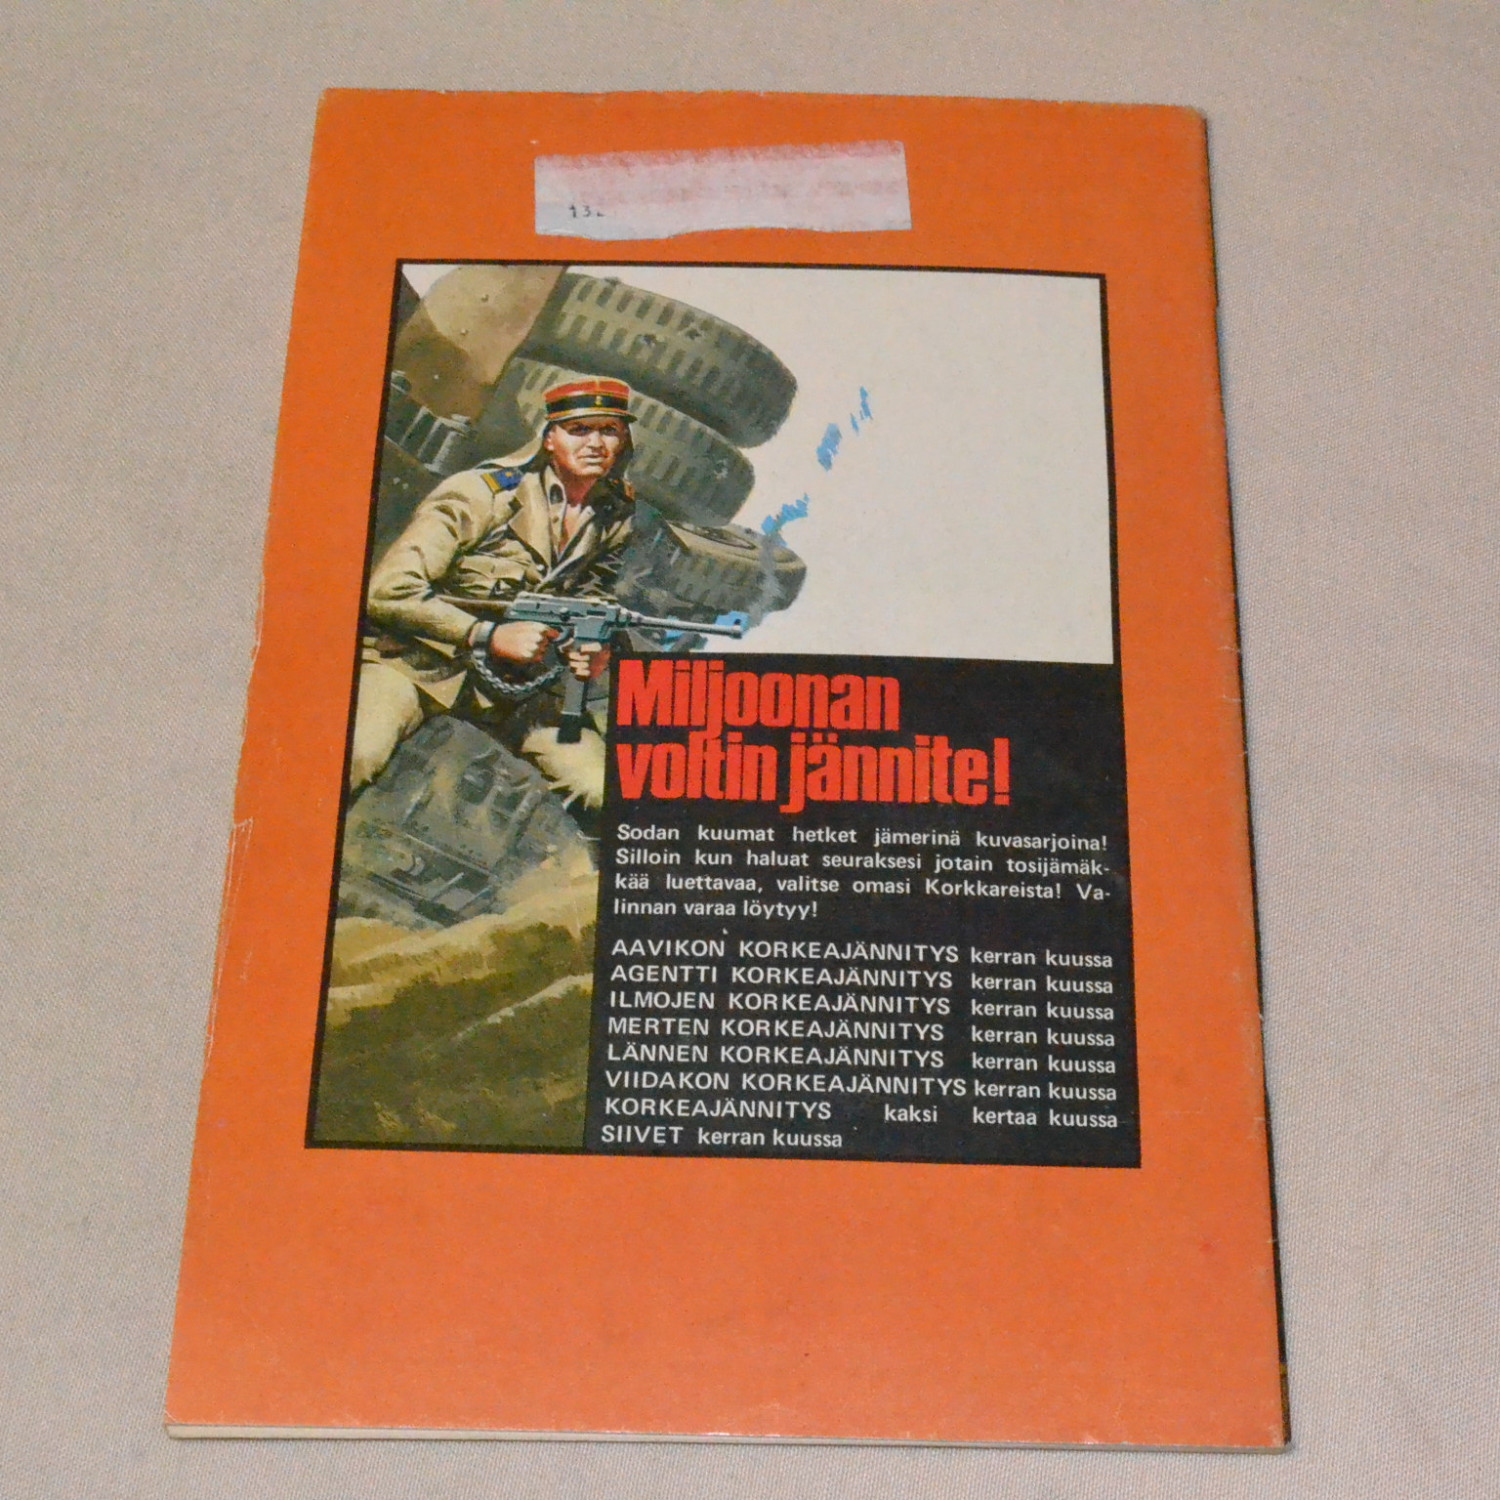 Miljoonan
voltin jännite!
Sodan kuumat hetket jämerinä kuvasarjoina!
Silloin kun haluat seuraksesi jotain tosijämäk-
kää luettavaa, valitse omasi Korkkareista! Va-
linnan varaa löytyy!
AAVIKON KORKEAJÄNNITYS kerran kuussa
AGENTTI KORKEAJÄNNITYS kerran kuussa
ILMOJEN KORKEAJÄNNITYS kerran kuussa
MERTEN KORKEAJÄNNITYS kerran kuussa
LÄNNEN KORKEAJÄNNITYS kerran kuussa
VIIDAKON KORKEAJÄNNITYS kerran kuussa
KORKEAJÄNNITYS kaksi kertaa kuussa
SIIVET kerran kuussa